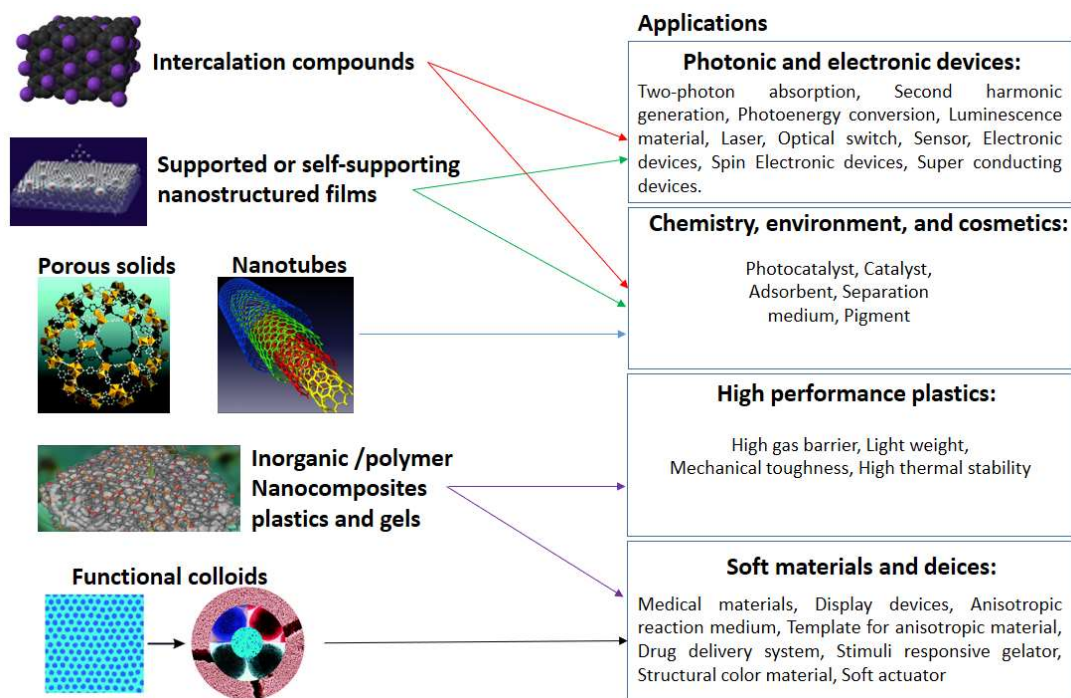 Applications
Intercalation compounds
Supported or self-supporting
nanostructured films
Porous solids
Nanotubes
Inorganic /polymer
Nanocomposites
plastics and gels
Functional colloids
Photonic and electronic devices:
Two-photon absorption, Second harmonic
generation, Photoenergy conversion, Luminescence
material, Laser, Optical switch, Sensor, Electronic
devices, Spin Electronic devices, Super conducting
devices.
Chemistry, environment, and cosmetics:
Photocatalyst, Catalyst,
Adsorbent, Separation
medium, Pigment
High performance plastics:
High gas barrier, Light weight,
Mechanical toughness, High thermal stability
Soft materials and deices:
Medical materials, Display devices, Anisotropic
reaction medium, Template for anisotropic material,
Drug delivery system, Stimuli responsive gelator,
Structural color material, Soft actuator